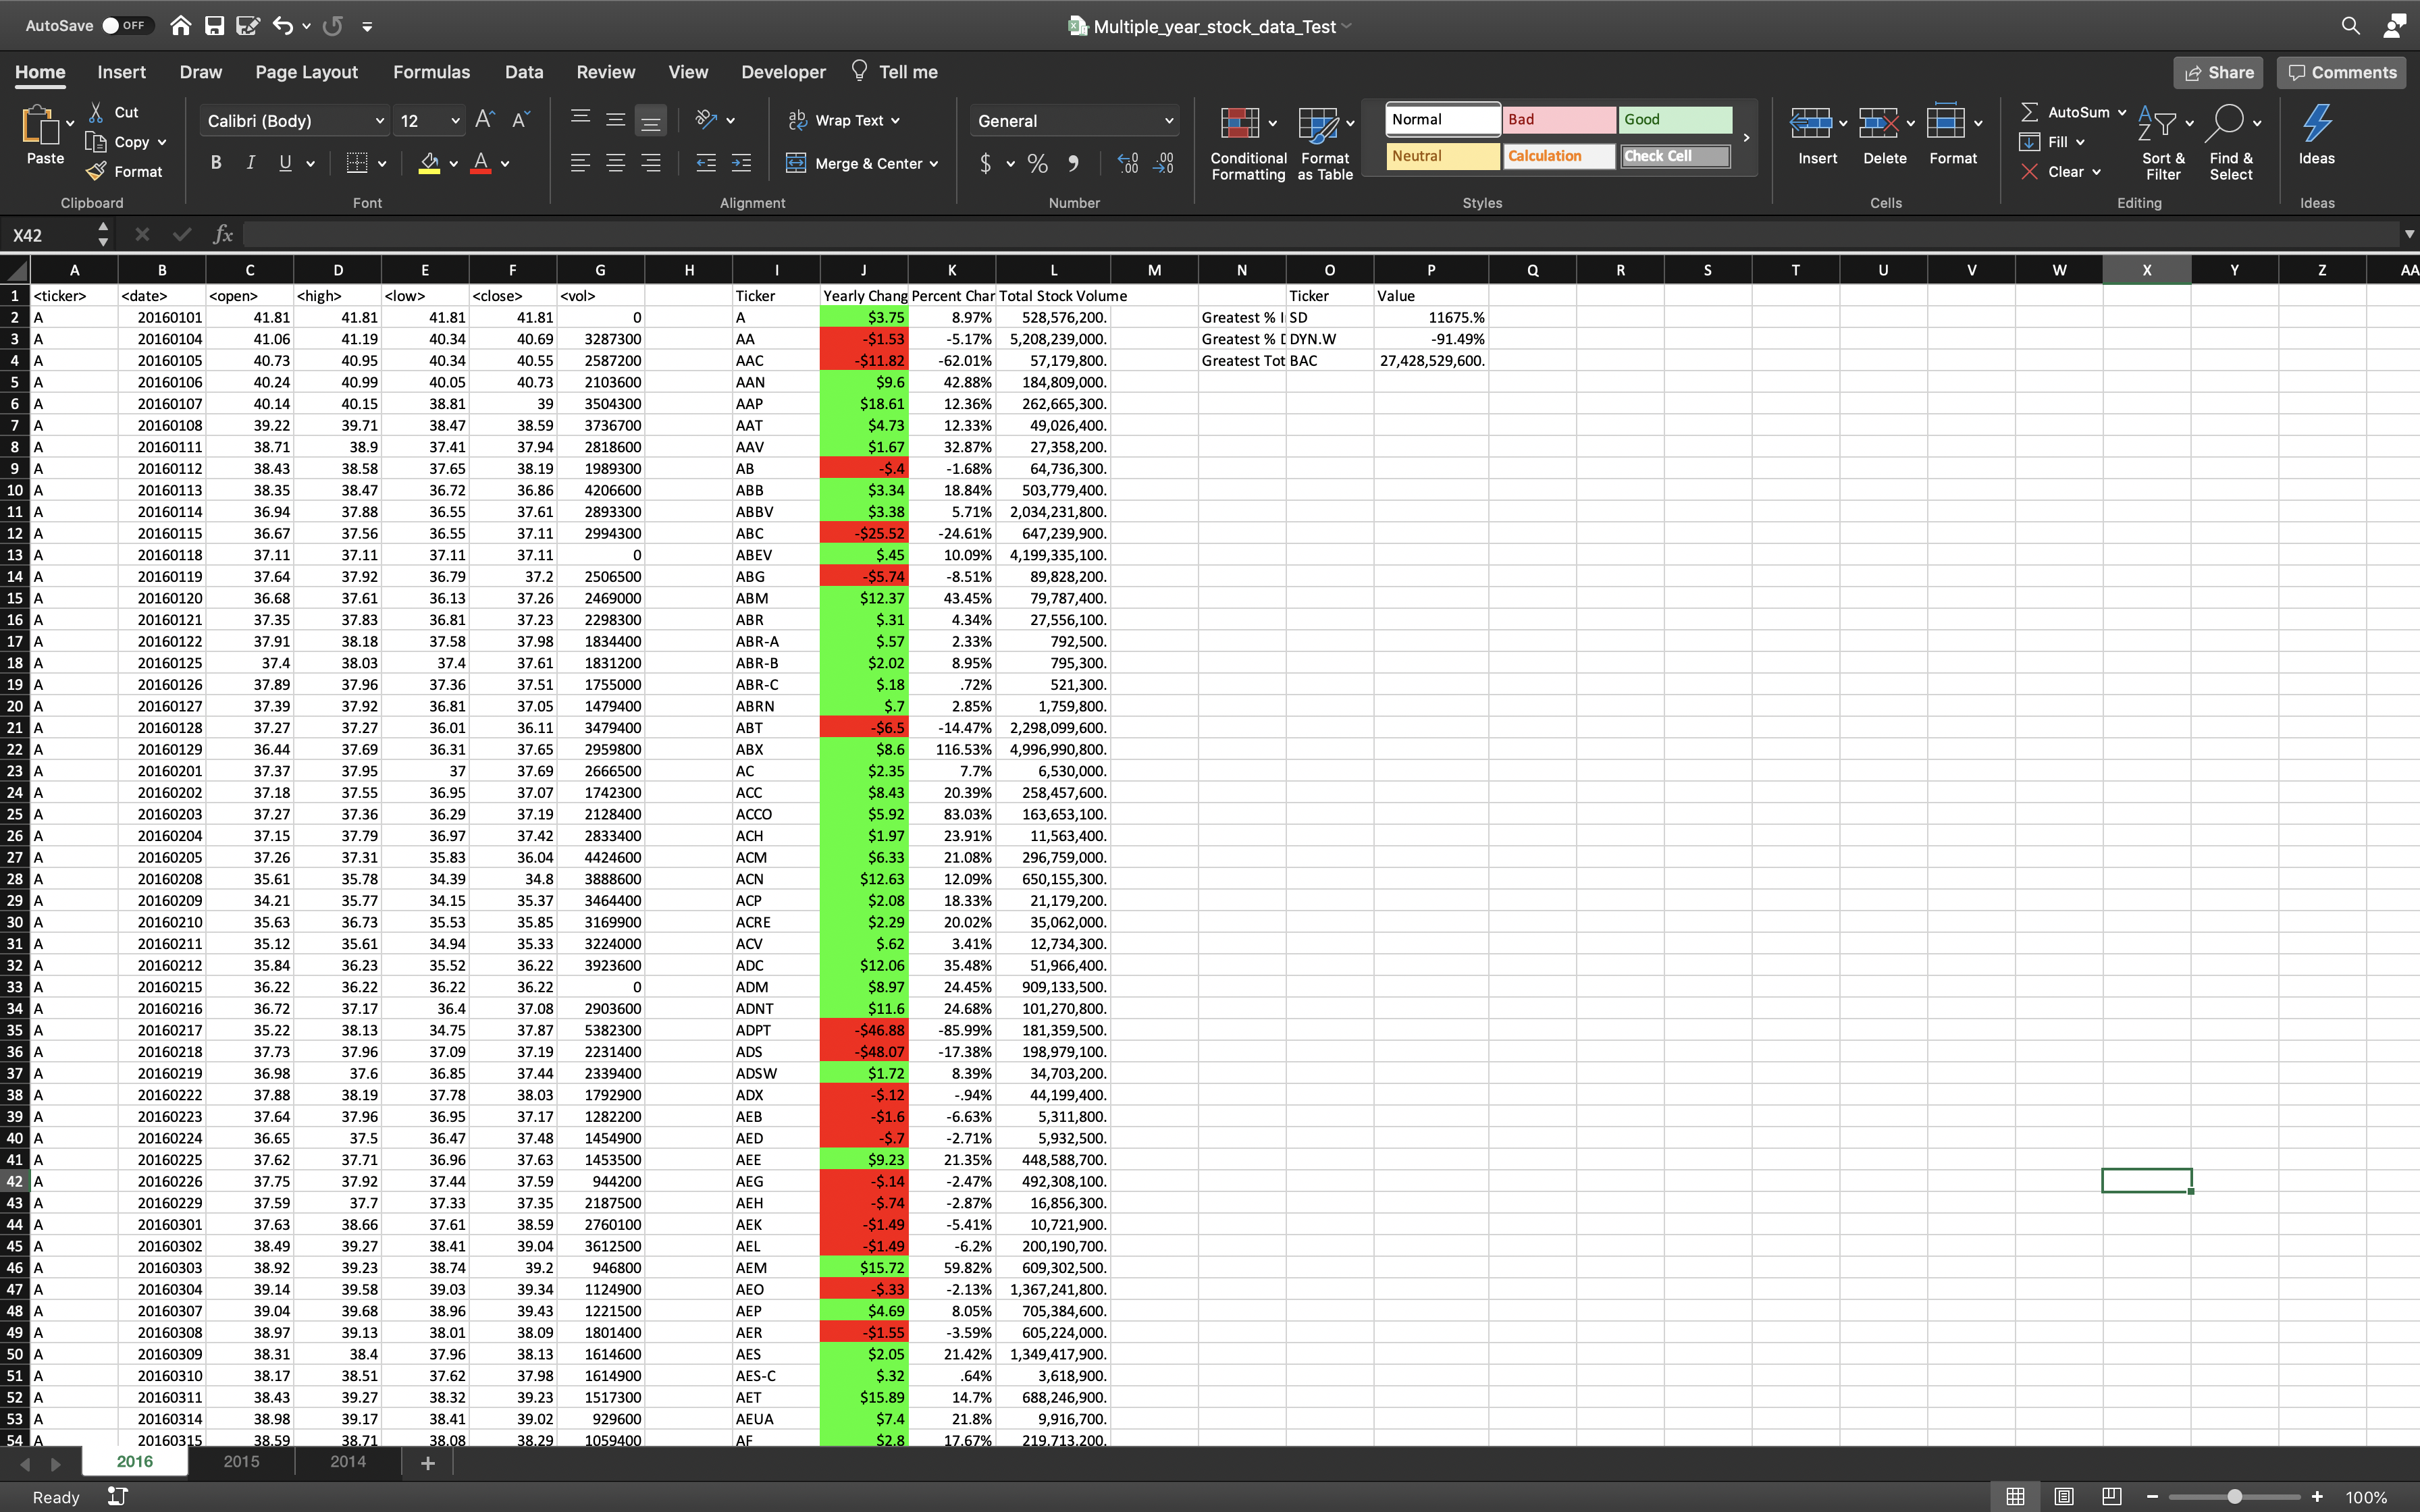 AutoSave OFF Multiple_year_stock_data_Test
Home Insert Draw Page Layout Formulas Data Review View Developer Tell me Share Comments
Paste Cut Copy Format Calibri (Body) 12 A A Wrap Text General Conditional Formatting Format as Table Normal Bad Good Insert Delete Format AutoSum Fill Clear Sort & Filter Find & Select Ideas
B I U A Merge & Center $ % Neutral Calculation Check Cell
Clipboard Font Alignment Number Styles Cells Editing Ideas
X42 fx
A B C D E F G H I J K L M N O P Q R S T U V W X Y Z AA
1 <ticker> <date> <open> <high> <low> <close> <vol> Ticker Yearly Chang Percent Char Total Stock Volume Ticker Value
2 A 20160101 41.81 41.81 41.81 41.81 0 A $3.75 8.97% 528,576,200. Greatest % I SD 11675.%
3 A 20160104 41.06 41.19 40.34 40.69 3287300 AA -$1.53 -5.17% 5,208,239,000. Greatest % D DYN.W -91.49%
4 A 20160105 40.73 40.95 40.34 40.55 2587200 AAC -$11.82 -62.01% 57,179,800. Greatest Tot BAC 27,428,529,600.
5 A 20160106 40.24 40.99 40.05 40.73 2103600 AAN $9.6 42.88% 184,809,000.
6 A 20160107 40.14 40.15 38.81 39 3504300 AAP $18.61 12.36% 262,665,300.
7 A 20160108 39.22 39.71 38.47 38.59 3736700 AAT $4.73 12.33% 49,026,400.
8 A 20160111 38.71 38.9 37.41 37.94 2818600 AAV $1.67 32.87% 27,358,200.
9 A 20160112 38.43 38.58 37.65 38.19 1989300 AB -$.4 -1.68% 64,736,300.
10 A 20160113 38.35 38.47 36.72 36.86 4206600 ABB $3.34 18.84% 503,779,400.
11 A 20160114 36.94 37.88 36.55 37.61 2893300 ABBV $3.38 5.71% 2,034,231,800.
12 A 20160115 36.67 37.56 36.55 37.11 2994300 ABC -$25.52 -24.61% 647,239,900.
13 A 20160118 37.11 37.11 37.11 37.11 0 ABEV $.45 10.09% 4,199,335,100.
14 A 20160119 37.64 37.92 36.79 37.2 2506500 ABG -$5.74 -8.51% 89,828,200.
15 A 20160120 36.68 37.61 36.13 37.26 2469000 ABM $12.37 43.45% 79,787,400.
16 A 20160121 37.35 37.83 36.81 37.23 2298300 ABR $.31 4.34% 27,556,100.
17 A 20160122 37.91 38.18 37.58 37.98 1834400 ABR-A $.57 2.33% 792,500.
18 A 20160125 37.4 38.03 37.4 37.61 1831200 ABR-B $2.02 8.95% 795,300.
19 A 20160126 37.89 37.96 37.36 37.51 1755000 ABR-C $.18 .72% 521,300.
20 A 20160127 37.39 37.92 36.81 37.05 1479400 ABRN $.7 2.85% 1,759,800.
21 A 20160128 37.27 37.27 36.01 36.11 3479400 ABT -$6.5 -14.47% 2,298,099,600.
22 A 20160129 36.44 37.69 36.31 37.65 2959800 ABX $8.6 116.53% 4,996,990,800.
23 A 20160201 37.37 37.95 37 37.69 2666500 AC $2.35 7.7% 6,530,000.
24 A 20160202 37.18 37.55 36.95 37.07 1742300 ACC $8.43 20.39% 258,457,600.
25 A 20160203 37.27 37.36 36.29 37.19 2128400 ACCO $5.92 83.03% 163,653,100.
26 A 20160204 37.15 37.79 36.97 37.42 2833400 ACH $1.97 23.91% 11,563,400.
27 A 20160205 37.26 37.31 35.83 36.04 4424600 ACM $6.33 21.08% 296,759,000.
28 A 20160208 35.61 35.78 34.39 34.8 3888600 ACN $12.63 12.09% 650,155,300.
29 A 20160209 34.21 35.77 34.15 35.37 3464400 ACP $2.08 18.33% 21,179,200.
30 A 20160210 35.63 36.73 35.53 35.85 3169900 ACRE $2.29 20.02% 35,062,000.
31 A 20160211 35.12 35.61 34.94 35.33 3224000 ACV $.62 3.41% 12,734,300.
32 A 20160212 35.84 36.23 35.52 36.22 3923600 ADC $12.06 35.48% 51,966,400.
33 A 20160215 36.22 36.22 36.22 36.22 0 ADM $8.97 24.45% 909,133,500.
34 A 20160216 36.72 37.17 36.4 37.08 2903600 ADNT $11.6 24.68% 101,270,800.
35 A 20160217 35.22 38.13 34.75 37.87 5382300 ADPT -$46.88 -85.99% 181,359,500.
36 A 20160218 37.73 37.96 37.09 37.19 2231400 ADS -$48.07 -17.38% 198,979,100.
37 A 20160219 36.98 37.6 36.85 37.44 2339400 ADSW $1.72 8.39% 34,703,200.
38 A 20160222 37.88 38.19 37.78 38.03 1792900 ADX -$.12 -.94% 44,199,400.
39 A 20160223 37.64 37.96 36.95 37.17 1282200 AEB -$1.6 -6.63% 5,311,800.
40 A 20160224 36.65 37.5 36.47 37.48 1454900 AED -$.7 -2.71% 5,932,500.
41 A 20160225 37.62 37.71 36.96 37.63 1453500 AEE $9.23 21.35% 448,588,700.
42 A 20160226 37.75 37.92 37.44 37.59 944200 AEG -$.14 -2.47% 492,308,100.
43 A 20160229 37.59 37.7 37.33 37.35 2187500 AEH -$.74 -2.87% 16,856,300.
44 A 20160301 37.63 38.66 37.61 38.59 2760100 AEK -$1.49 -5.41% 10,721,900.
45 A 20160302 38.49 39.27 38.41 39.04 3612500 AEL -$1.49 -6.2% 200,190,700.
46 A 20160303 38.92 39.23 38.74 39.2 946800 AEM $15.72 59.82% 609,302,500.
47 A 20160304 39.14 39.58 39.03 39.34 1124900 AEO -$.33 -2.13% 1,367,241,800.
48 A 20160307 39.04 39.68 38.96 39.43 1221500 AEP $4.69 8.05% 705,384,600.
49 A 20160308 38.97 39.13 38.01 38.09 1801400 AER -$1.55 -3.59% 605,224,000.
50 A 20160309 38.31 38.4 37.96 38.13 1614600 AES $2.05 21.42% 1,349,417,900.
51 A 20160310 38.17 38.51 37.62 37.98 1614900 AES-C $.32 .64% 3,618,900.
52 A 20160311 38.43 39.27 38.32 39.23 1517300 AET $15.89 14.7% 688,246,900.
53 A 20160314 38.98 39.17 38.41 39.02 929600 AEUA $7.4 21.8% 9,916,700.
54 A 20160315 38.59 38.71 38.08 38.29 1059400 AF $2.8 17.67% 219,713,200.
2016 2015 2014 +
Ready 100%